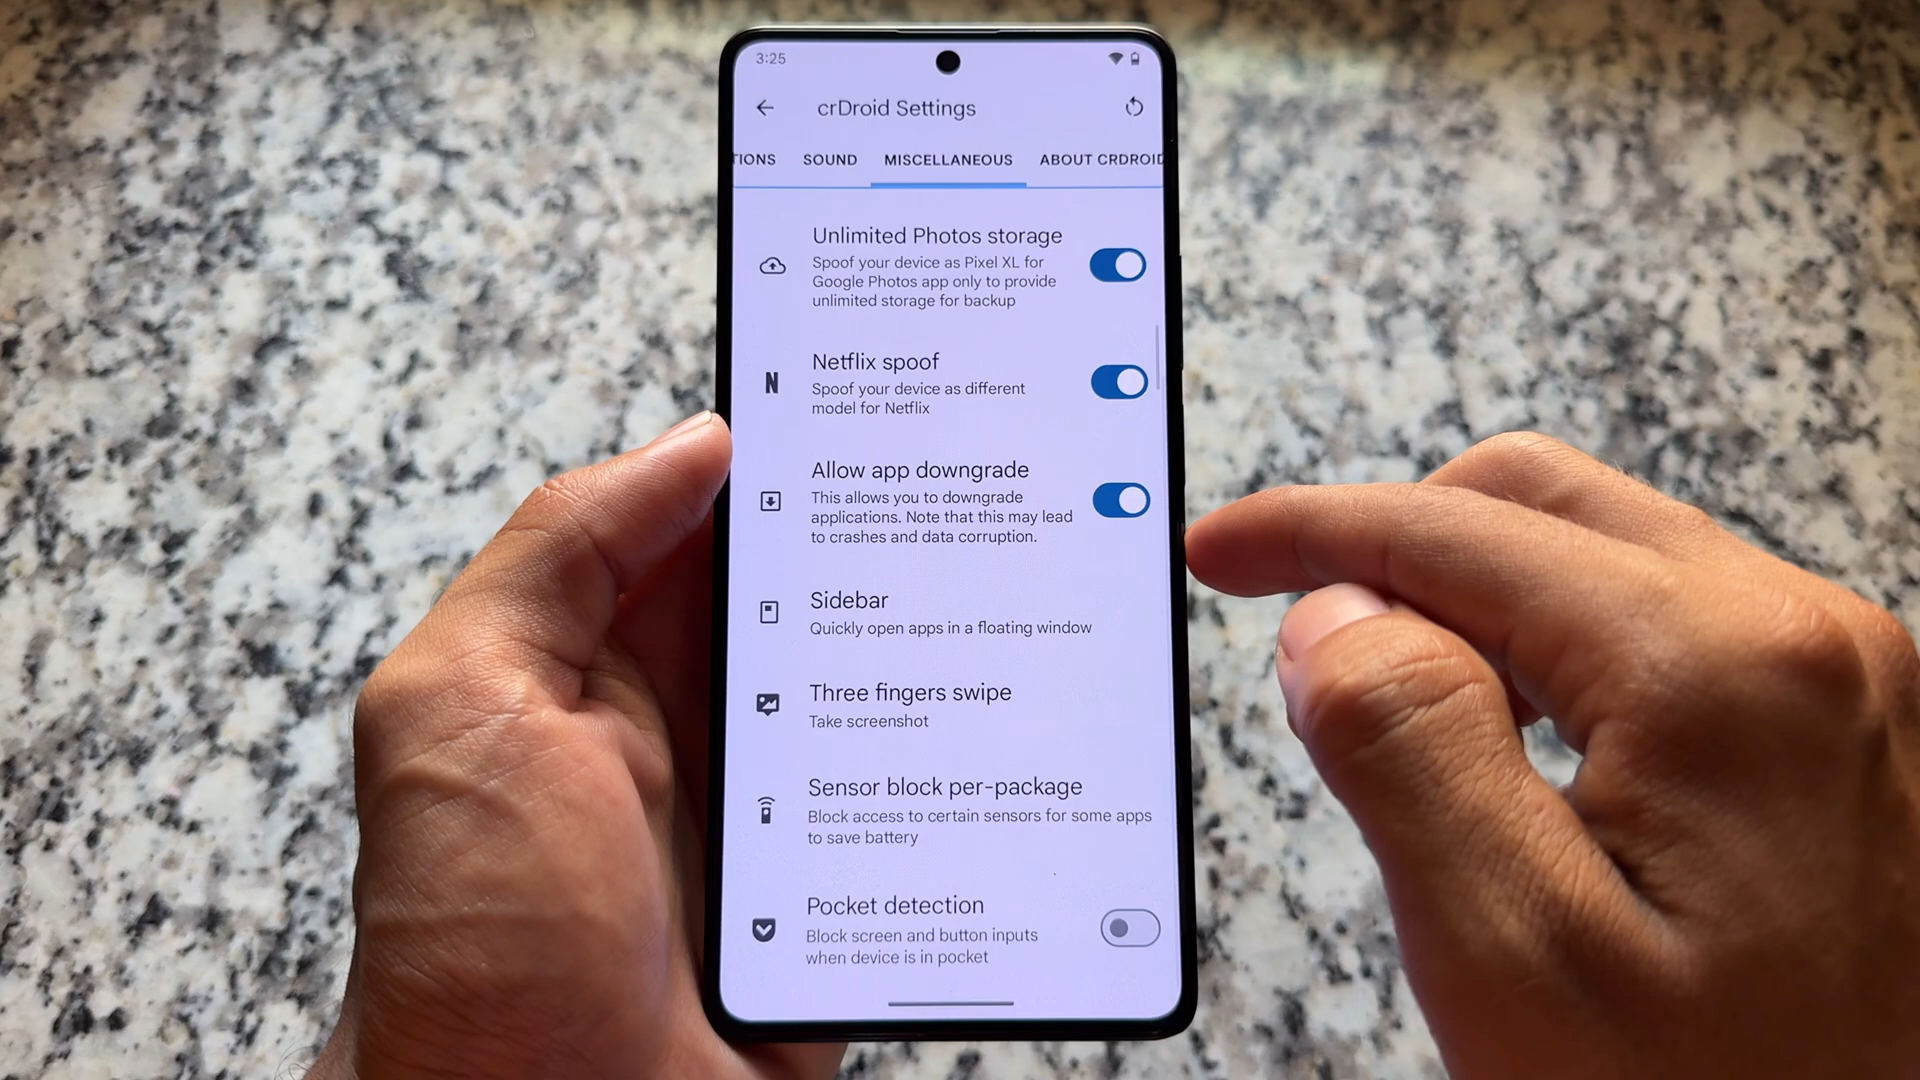 3:25
crDroid Settings
TIONS SOUND MISCELLANEOUS ABOUT CRDROID
Unlimited Photos storage
Spoof your device as Pixel XL for
Google Photos app only to provide
unlimited storage for backup
N
Netflix spoof
Spoof your device as different
model for Netflix
Allow app downgrade
This allows you to downgrade
applications. Note that this may lead
to crashes and data corruption.
Sidebar
Quickly open apps in a floating window
Three fingers swipe
Take screenshot
Sensor block per-package
Block access to certain sensors for some apps
to save battery
Pocket detection
Block screen and button inputs
when device is in pocket